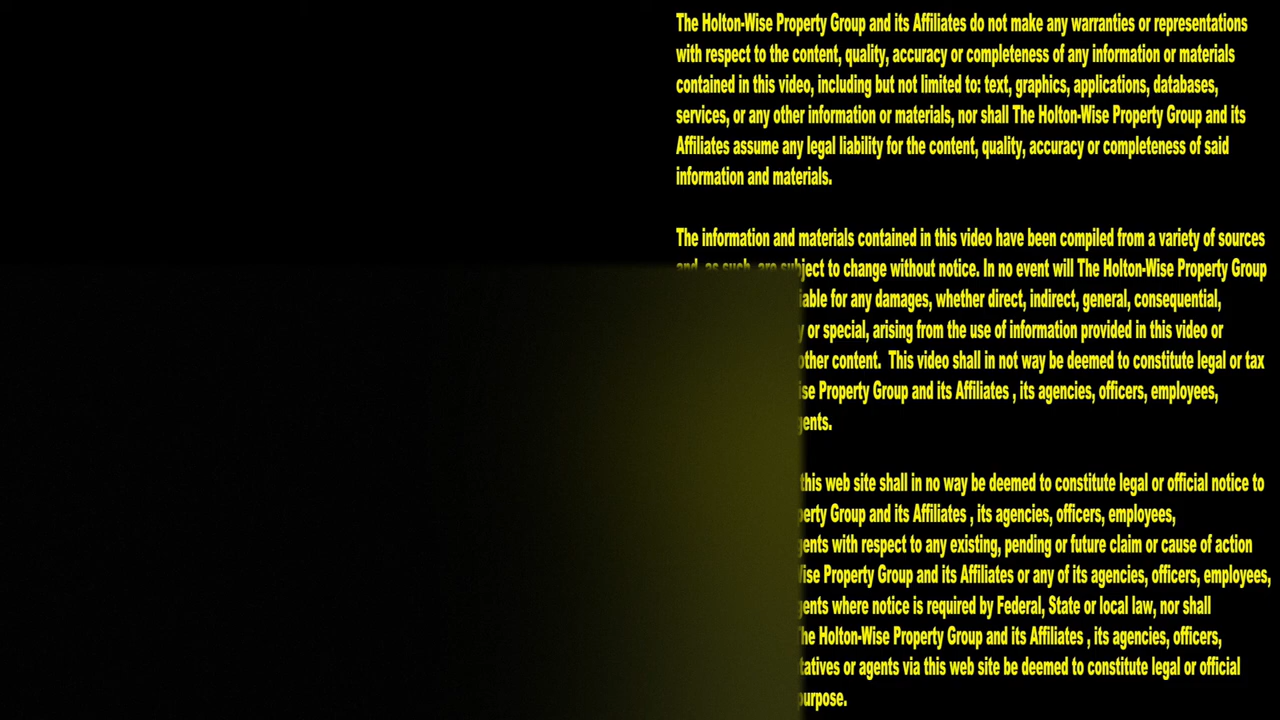 The Holton-Wise Property Group and its Affiliates do not make any warranties or representations
with respect to the content, quality, accuracy or completeness of any information or materials
contained in this video, including but not limited to: text, graphics, applications, databases,
services, or any other information or materials, nor shall The Holton-Wise Property Group and its
Affiliates assume any legal liability for the content, quality, accuracy or completeness of said
information and materials.
The information and materials contained in this video have been compiled from a variety of sources
and, as such, are subject to change without notice. In no event will The Holton-Wise Property Group
for any damages, whether direct, indirect, general, consequential,
or special, arising from the use of information provided in this video or
other content. This video shall in not way be deemed to constitute legal or tax
Property Group and its Affiliates , its agencies, officers, employees,
this web site shall in no way be deemed to constitute legal or official notice to
Group and its Affiliates , its agencies, officers, employees,
with respect to any existing, pending or future claim or cause of action
Property Group and its Affiliates or any of its agencies, officers, employees,
where notice is required by Federal, State or local law, nor shall
The Holton-Wise Property Group and its Affiliates , its agencies, officers,
or agents via this web site be deemed to constitute legal or official
purpose.